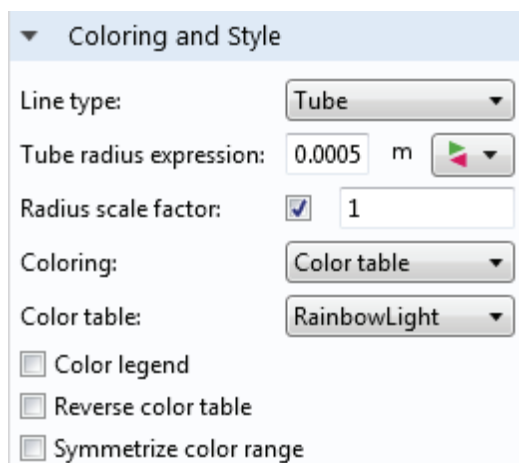 Coloring and Style
Line type: Tube
Tube radius expression: 0.0005 m
Radius scale factor: 1
Coloring: Color table
Color table: RainbowLight
Color legend
Reverse color table
Symmetrize color range